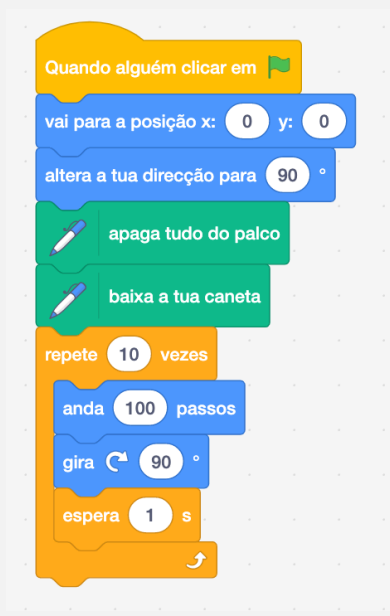 Quando alguém clicar em
vai para a posição x: 0 y: 0
altera a tua direcção para 90 °
apaga tudo do palco
baixa a tua caneta
repete 10 vezes
anda 100 passos
gira 90 °
espera 1 s